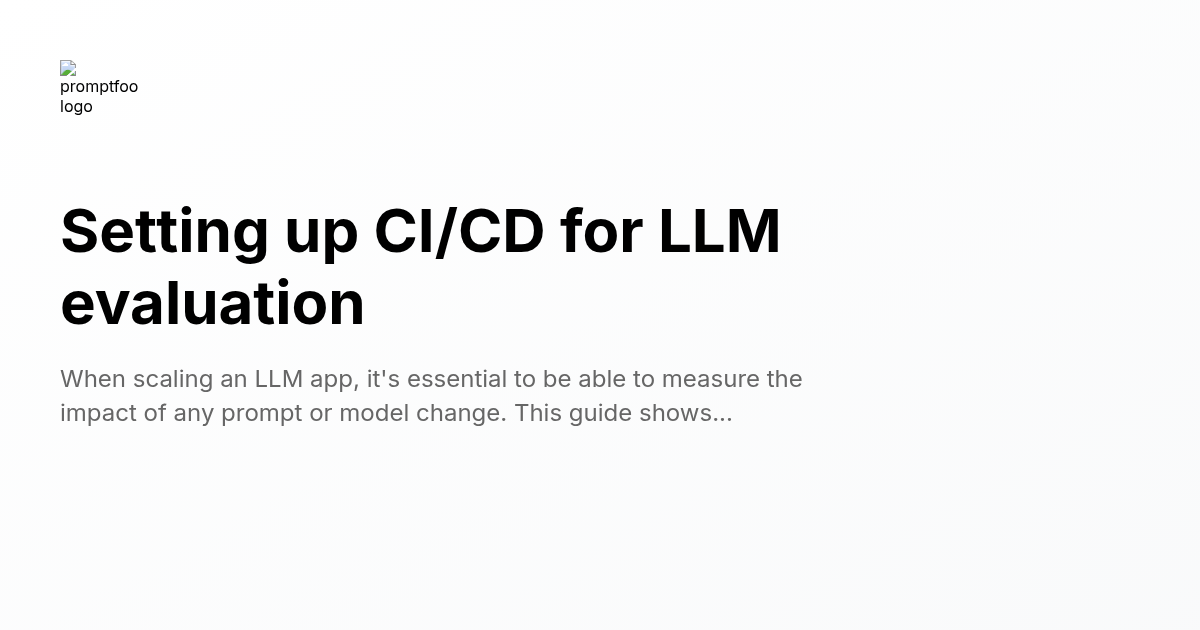 promptfoo
logo
Setting up CI/CD for LLM
evaluation
When scaling an LLM app, it's essential to be able to measure the
impact of any prompt or model change. This guide shows...